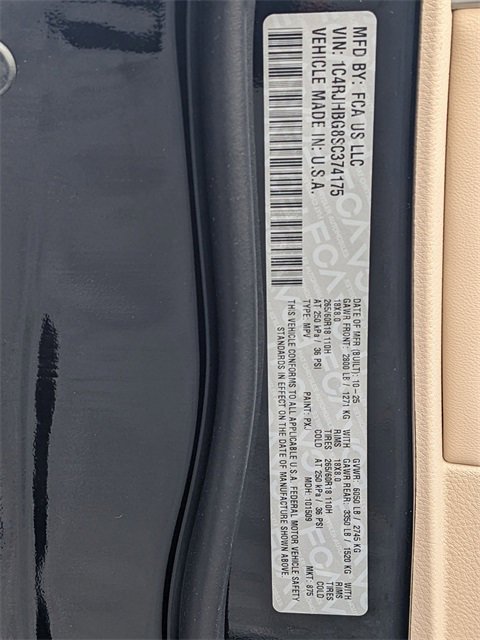 MFD BY: FCA US LLC
VIN: 1C4RJHBG8SC374175
VEHICLE MADE IN: U.S.A.
DATE OF MFR (BUILT): 10-25 GVWR: 6050 LB / 2745 KG
GAWR FRONT: 2800 LB / 1271 KG WITH GAWR REAR: 3350 LB / 1520 KG WITH
18X8.0 RIMS 18X8.0 RIMS
265/60R18 110H TIRES 265/60R18 110H TIRES
AT 250 kPa / 36 PSI COLD AT 250 kPa / 36 PSI COLD
TYPE: MPV PAINT: PXJ MDH: 101509 MKT: 875
THIS VEHICLE CONFORMS TO ALL APPLICABLE U.S.A. FEDERAL MOTOR VEHICLE SAFETY
STANDARDS IN EFFECT ON THE DATE OF MANUFACTURE SHOWN ABOVE.
FCA